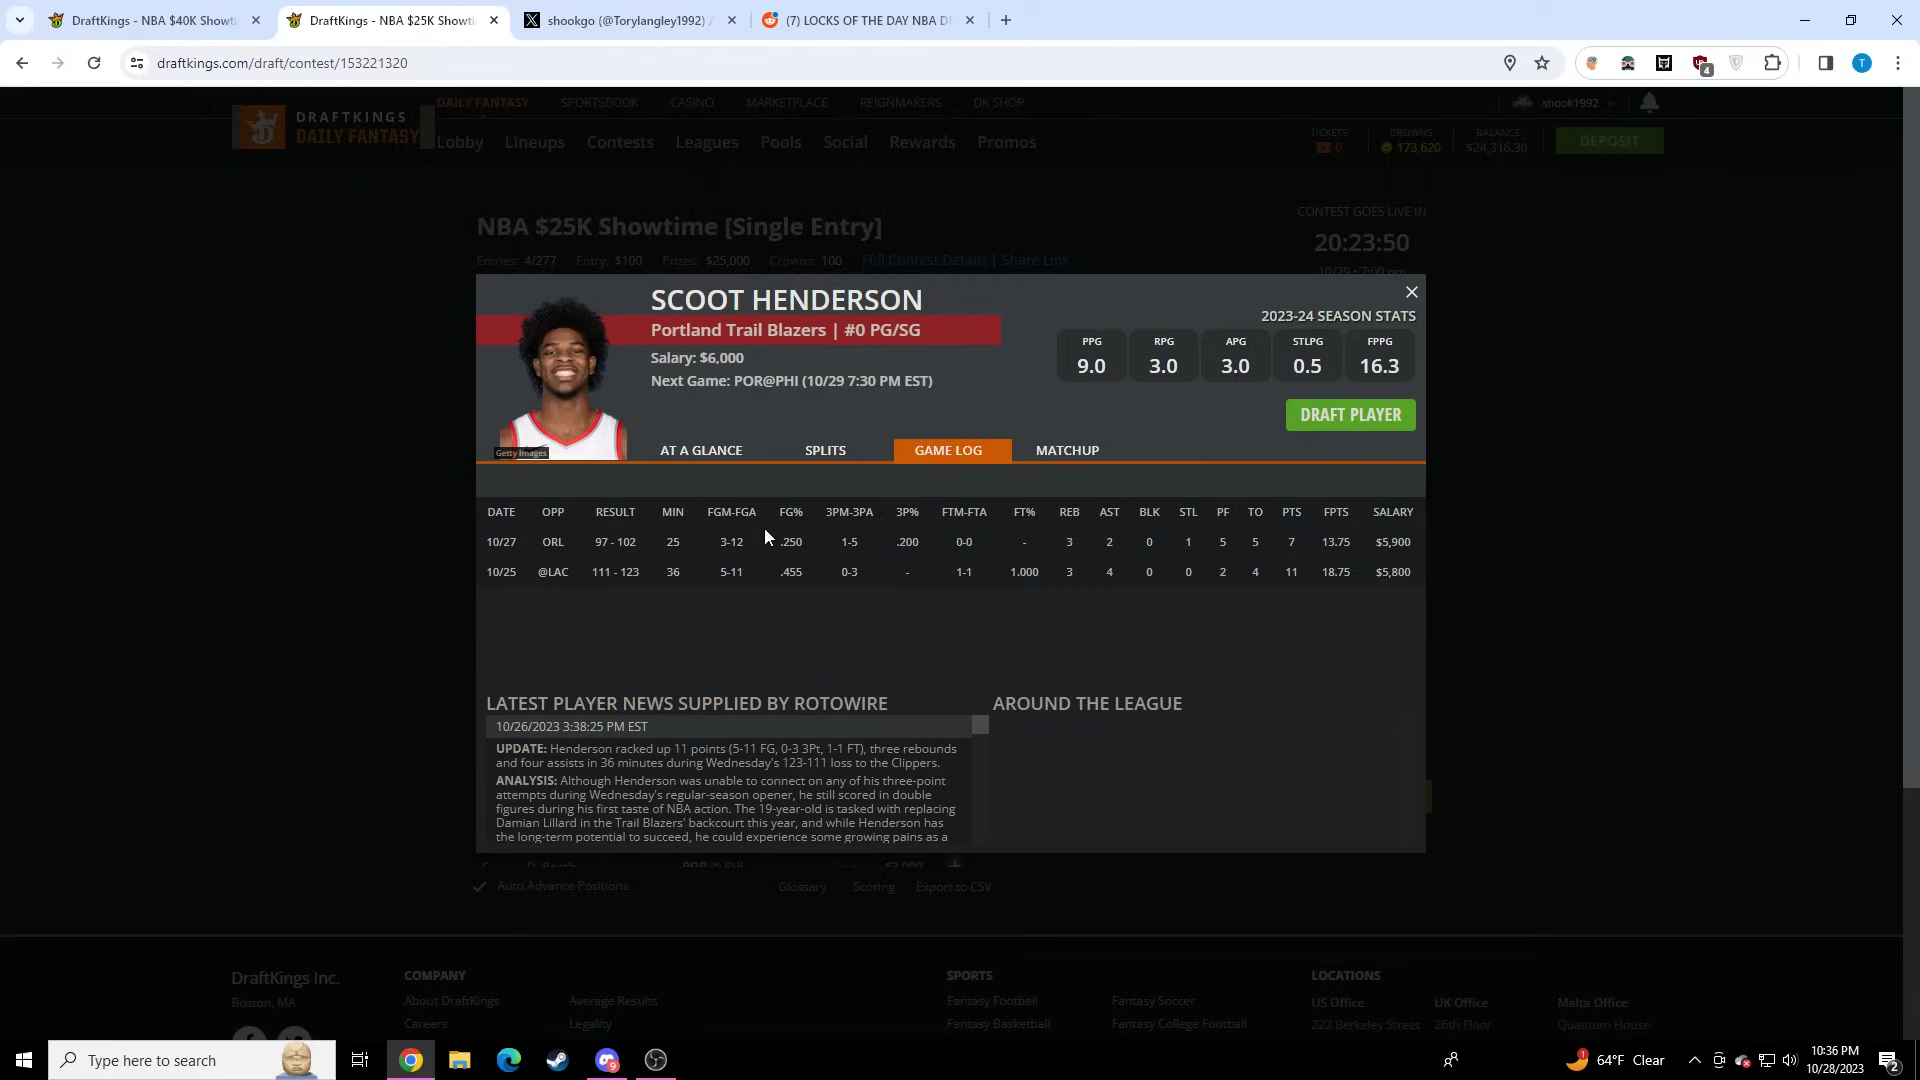 DraftKings - NBA $40K Showti
DraftKings - NBA $25K Showti
shookgo (@Torylangley1992) /
(7) LOCKS OF THE DAY NBA D
draftkings.com/draft/contest/153221320
4
T
DRAFTKINGS
DAILY FANTASY
DAILY FANTASY SPORTSBOOK CASINO MARKETPLACE REIGNMAKERS DK SHOP
shook1992
Lobby Lineups Contests Leagues Pools Social Rewards Promos
TICKETS CROWNS BALANCE
0 173,620 $24,316.30
DEPOSIT
NBA $25K Showtime [Single Entry]
CONTEST GOES LIVE IN
20:23:50
Entries: 4/277 Entry: $100 Prizes: $25,000 Crowns: 100 Full Contest Details | Share Link
10/29 • 7:00 pm
SCOOT HENDERSON
Portland Trail Blazers | #0 PG/SG
Salary: $6,000
Next Game: POR@PHI (10/29 7:30 PM EST)
Getty Images
2023-24 SEASON STATS
PPG RPG APG STLPG FPPG
9.0 3.0 3.0 0.5 16.3
DRAFT PLAYER
AT A GLANCE SPLITS GAME LOG MATCHUP
DATE OPP RESULT MIN FGM-FGA FG% 3PM-3PA 3P% FTM-FTA FT% REB AST BLK STL PF TO PTS FPTS SALARY
10/27 ORL 97 - 102 25 3-12 .250 1-5 .200 0-0 - 3 2 0 1 5 5 7 13.75 $5,900
10/25 @LAC 111 - 123 36 5-11 .455 0-3 - 1-1 1.000 3 4 0 0 2 4 11 18.75 $5,800
LATEST PLAYER NEWS SUPPLIED BY ROTOWIRE
AROUND THE LEAGUE
10/26/2023 3:38:25 PM EST
UPDATE: Henderson racked up 11 points (5-11 FG, 0-3 3Pt, 1-1 FT), three rebounds
and four assists in 36 minutes during Wednesday's 123-111 loss to the Clippers.
ANALYSIS: Although Henderson was unable to connect on any of his three-point
attempts during Wednesday's regular-season opener, he still scored in double
figures during his first taste of NBA action. The 19-year-old is tasked with replacing
Damian Lillard in the Trail Blazers' backcourt this year, and while Henderson has
the long-term potential to succeed, he could experience some growing pains as a
POR @ PHI $3,000
Auto Advance Positions Glossary Scoring Export to CSV
DraftKings Inc.
Boston, MA
COMPANY
About DraftKings Average Results
Careers Legality
SPORTS
Fantasy Football Fantasy Soccer
Fantasy Basketball Fantasy College Football
LOCATIONS
US Office UK Office Malta Office
222 Berkeley Street 26th Floor Quantum House
Type here to search
9
1
64°F Clear
10:36 PM
10/28/2023
2